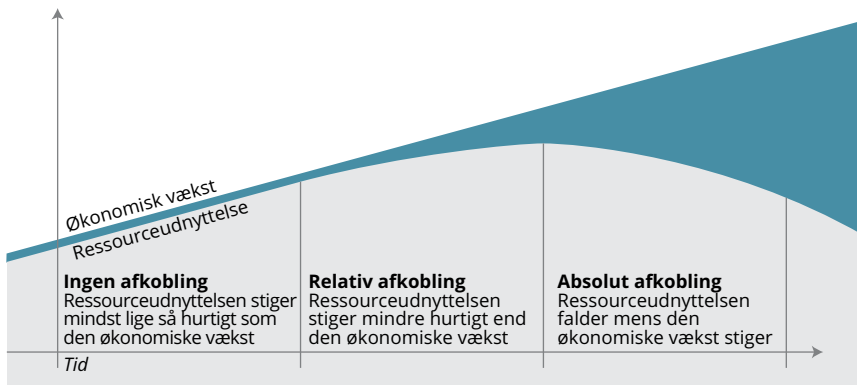 Økonomisk vækst
Ressourceudnyttelse
Ingen afkobling
Ressourceudnyttelsen stiger
mindst lige så hurtigt som
den økonomiske vækst
Relativ afkobling
Ressourceudnyttelsen
stiger mindre hurtigt end
den økonomiske vækst
Absolut afkobling
Ressourceudnyttelsen
falder mens den
økonomiske vækst stiger
Tid